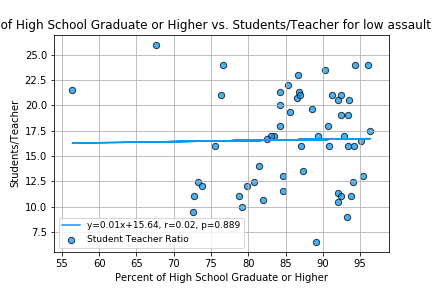 of High School Graduate or Higher vs. Students/Teacher for low assault
25.0
22.5
20.0
17.5
15.0
12.5
10.0
7.5
Students/Teacher
y=0.01x+15.64, r=0.02, p=0.889
Student Teacher Ratio
55 60 65 70 75 80 85 90 95
Percent of High School Graduate or Higher